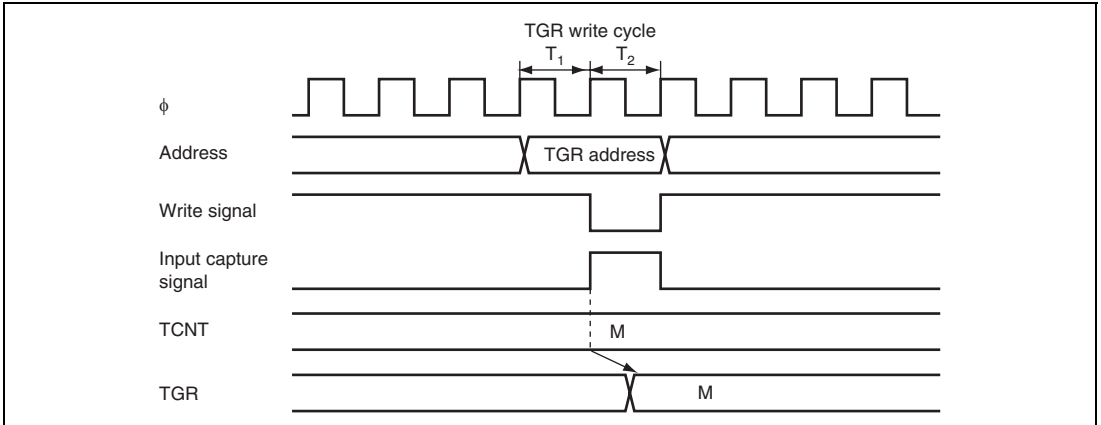 TGR write cycle
T1 T2
ϕ
Address
TGR address
Write signal
Input capture
signal
TCNT
M
TGR
M